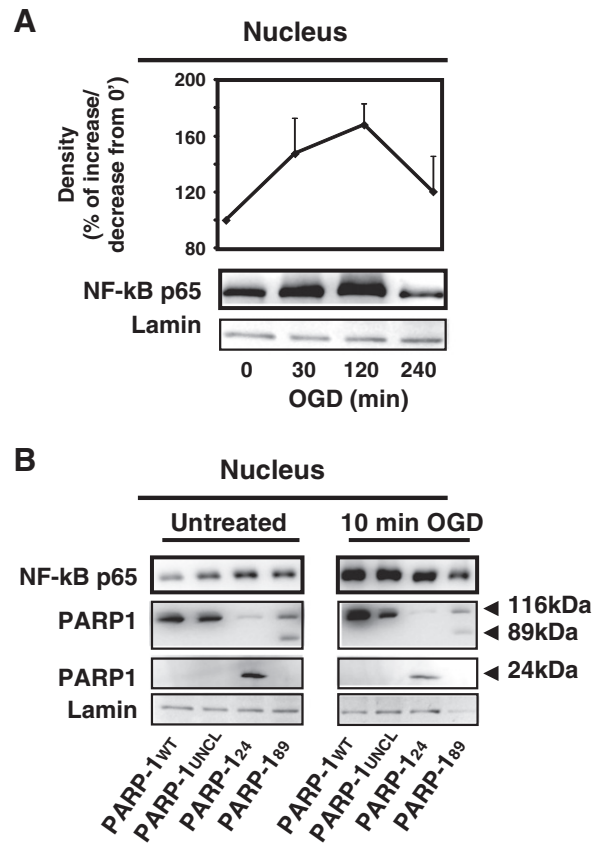 A
Nucleus
Density
(% of increase/
decrease from 0')
200
160
120
80
NF-kB p65
Lamin
0 30 120 240
OGD (min)
B
Nucleus
Untreated 10 min OGD
NF-kB p65
PARP1
116kDa
89kDa
PARP1
24kDa
Lamin
PARP-1WT PARP-1UNCL PARP-124 PARP-189 PARP-1WT PARP-1UNCL PARP-124 PARP-189